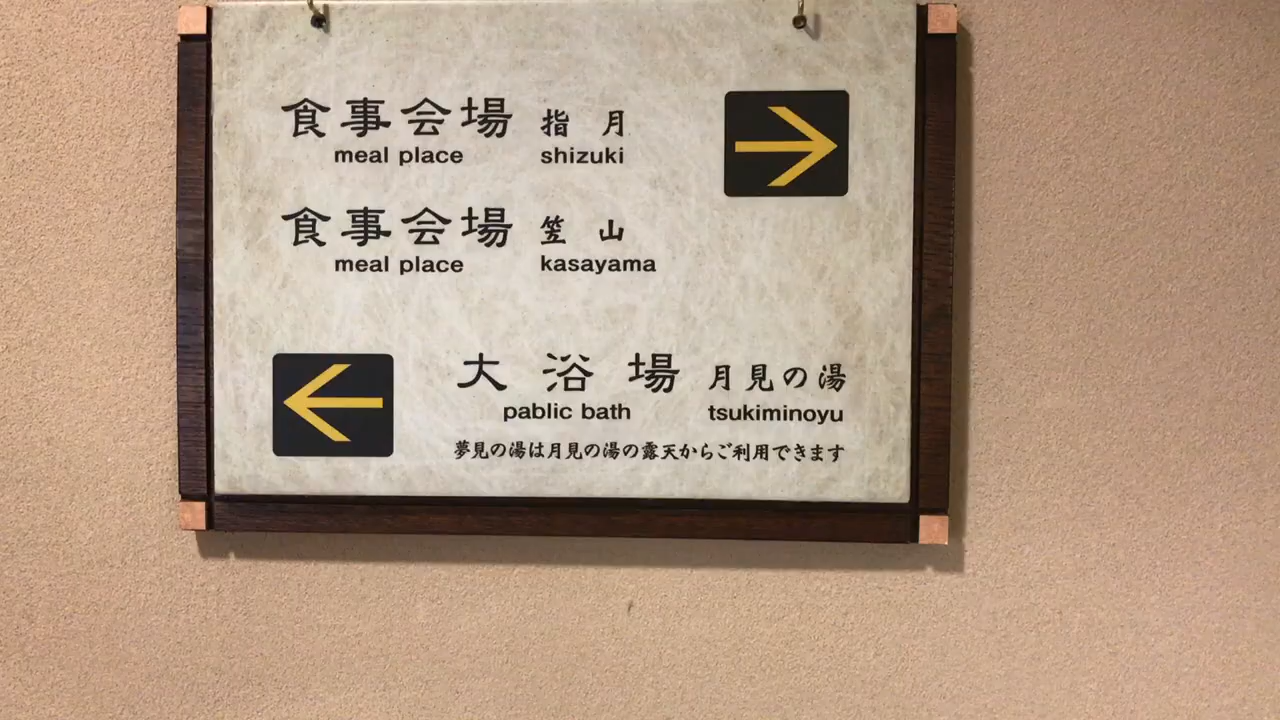 食事会場 指月
meal place shizuki
食事会場 笠山
meal place kasayama
大浴場 月見の湯
pablic bath tsukiminoyu
夢見の湯は月見の湯の露天からご利用できます